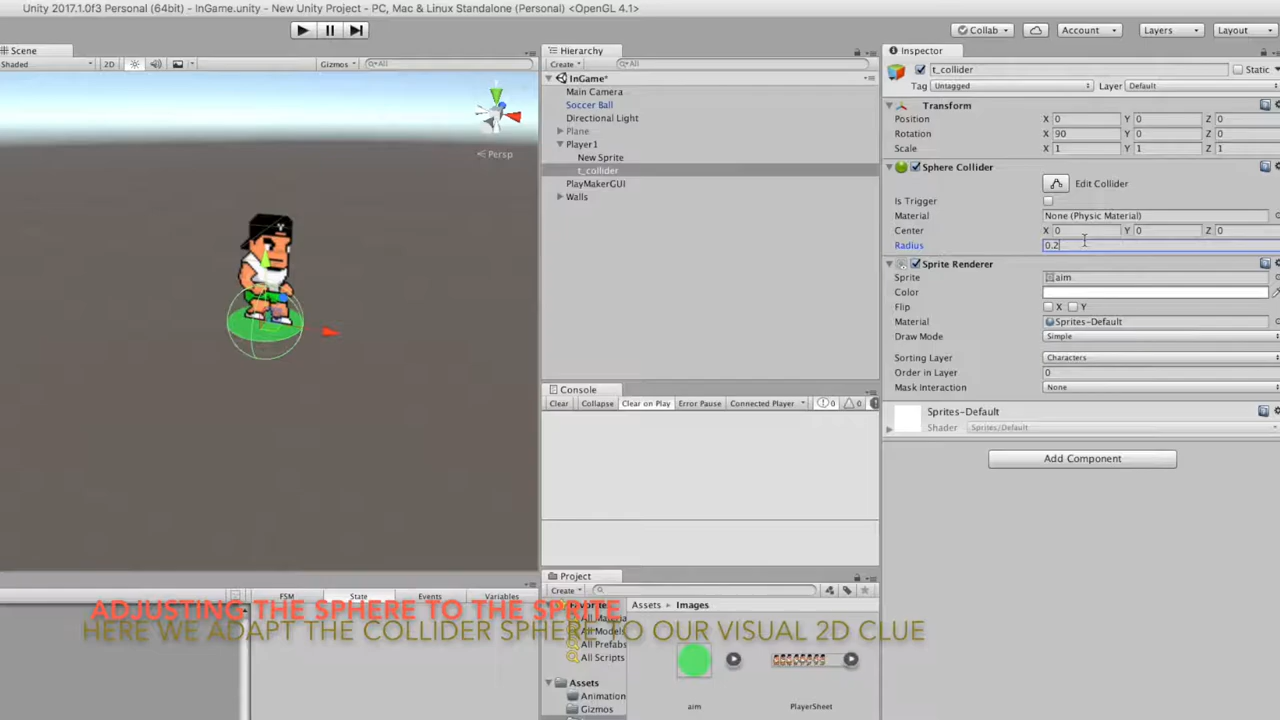 Unity 2017.1.0f3 Personal (64bit) - InGame.unity - New Unity Project - PC, Mac & Linux Standalone (Personal) <OpenGL 4.1>
Collab
Account
Layers
Layout
Scene
Shaded
2D
Gizmos
All
Persp
Hierarchy
Create
All
InGame*
Main Camera
Soccer Ball
Directional Light
Plane
Player1
New Sprite
t_collider
PlayMakerGUI
Walls
Console
Clear
Collapse
Clear on Play
Error Pause
Connected Player
0
0
Inspector
t_collider
Static
Tag Untagged
Layer Default
Transform
Position X 0 Y 0 Z 0
Rotation X 90 Y 0 Z 0
Scale X 1 Y 1 Z 1
Sphere Collider
Edit Collider
Is Trigger
Material None (Physic Material)
Center X 0 Y 0 Z 0
Radius 0.2
Sprite Renderer
Sprite aim
Color
Flip X Y
Material Sprites-Default
Draw Mode Simple
Sorting Layer Characters
Order in Layer 0
Mask Interaction None
Sprites-Default
Shader Sprites/Default
Add Component
FSM
State
Events
Variables
Project
Create
Assets Images
All Models
All Prefabs
All Scripts
Assets
Animation
Gizmos
aim
PlayerSheet
ADJUSTING THE SPHERE TO THE SPRITE
HERE WE ADAPT THE COLLIDER SPHERE TO OUR VISUAL 2D CLUE